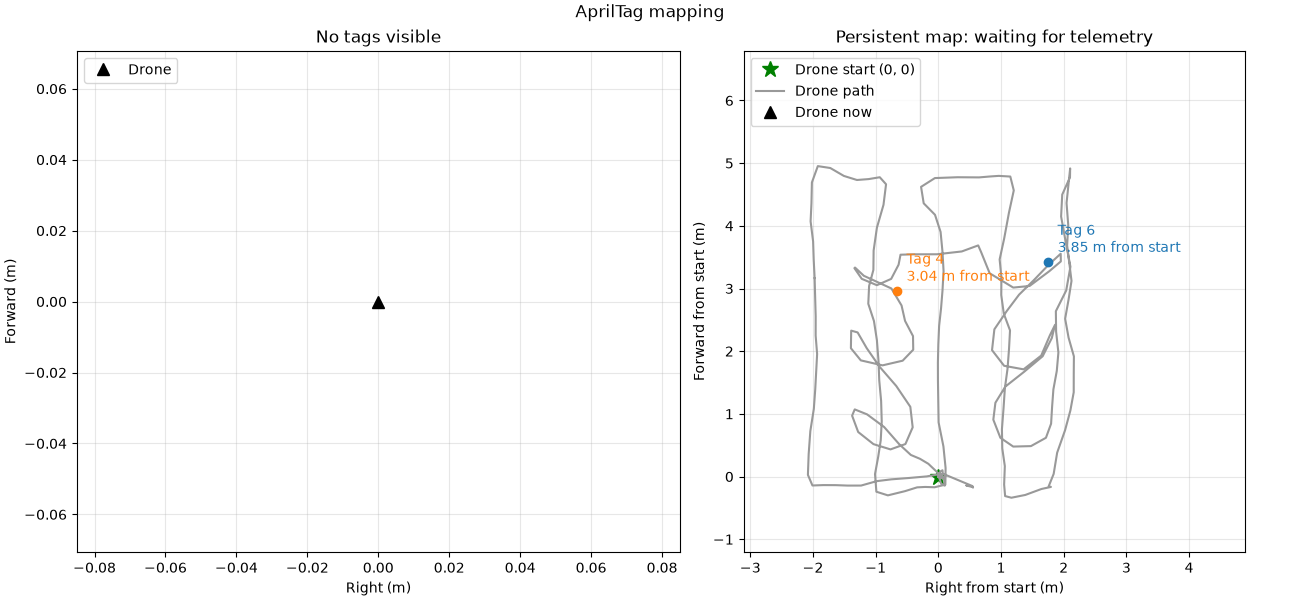 AprilTag mapping
No tags visible
Drone
0.06
0.04
0.02
0.00
−0.02
−0.04
−0.06
−0.08
−0.06
−0.04
−0.02
0.00
0.02
0.04
0.06
0.08
Forward (m)
Right (m)
Persistent map: waiting for telemetry
Drone start (0, 0)
Drone path
Drone now
Tag 6
3.85 m from start
Tag 4
3.04 m from start
6
5
4
3
2
1
0
−1
−3
−2
−1
0
1
2
3
4
Forward from start (m)
Right from start (m)